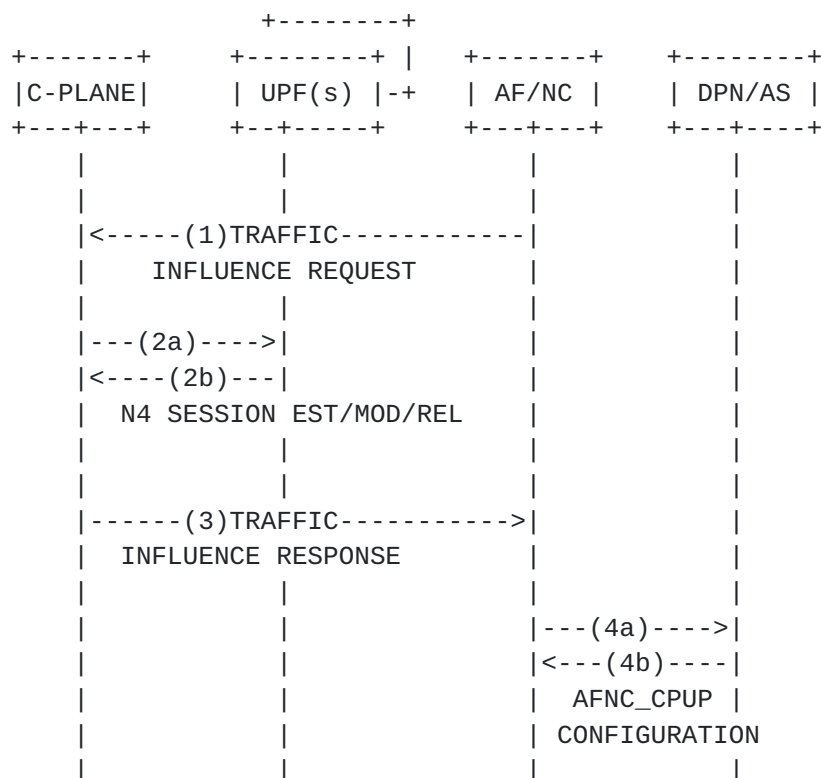 +--------+
+-------+     +--------+ |   +-------+    +--------+
|C-PLANE|     | UPF(s) |-+   | AF/NC |    | DPN/AS |
+---+---+     +--+-----+     +---+---+    +---+----+
    |            |               |            |
    |            |               |            |
    |<-----(1)TRAFFIC------------|            |
    |    INFLUENCE REQUEST       |            |
    |            |               |            |
    |---(2a)---->|               |            |
    |<----(2b)---|               |            |
    |  N4 SESSION EST/MOD/REL    |            |
    |            |               |            |
    |            |               |            |
    |------(3)TRAFFIC----------->|            |
    |  INFLUENCE RESPONSE        |            |
    |            |               |            |
    |            |               |---(4a)---->|
    |            |               |<---(4b)----|
    |            |               |  AFNC_CPUP |
    |            |               | CONFIGURATION
    |            |               |            |